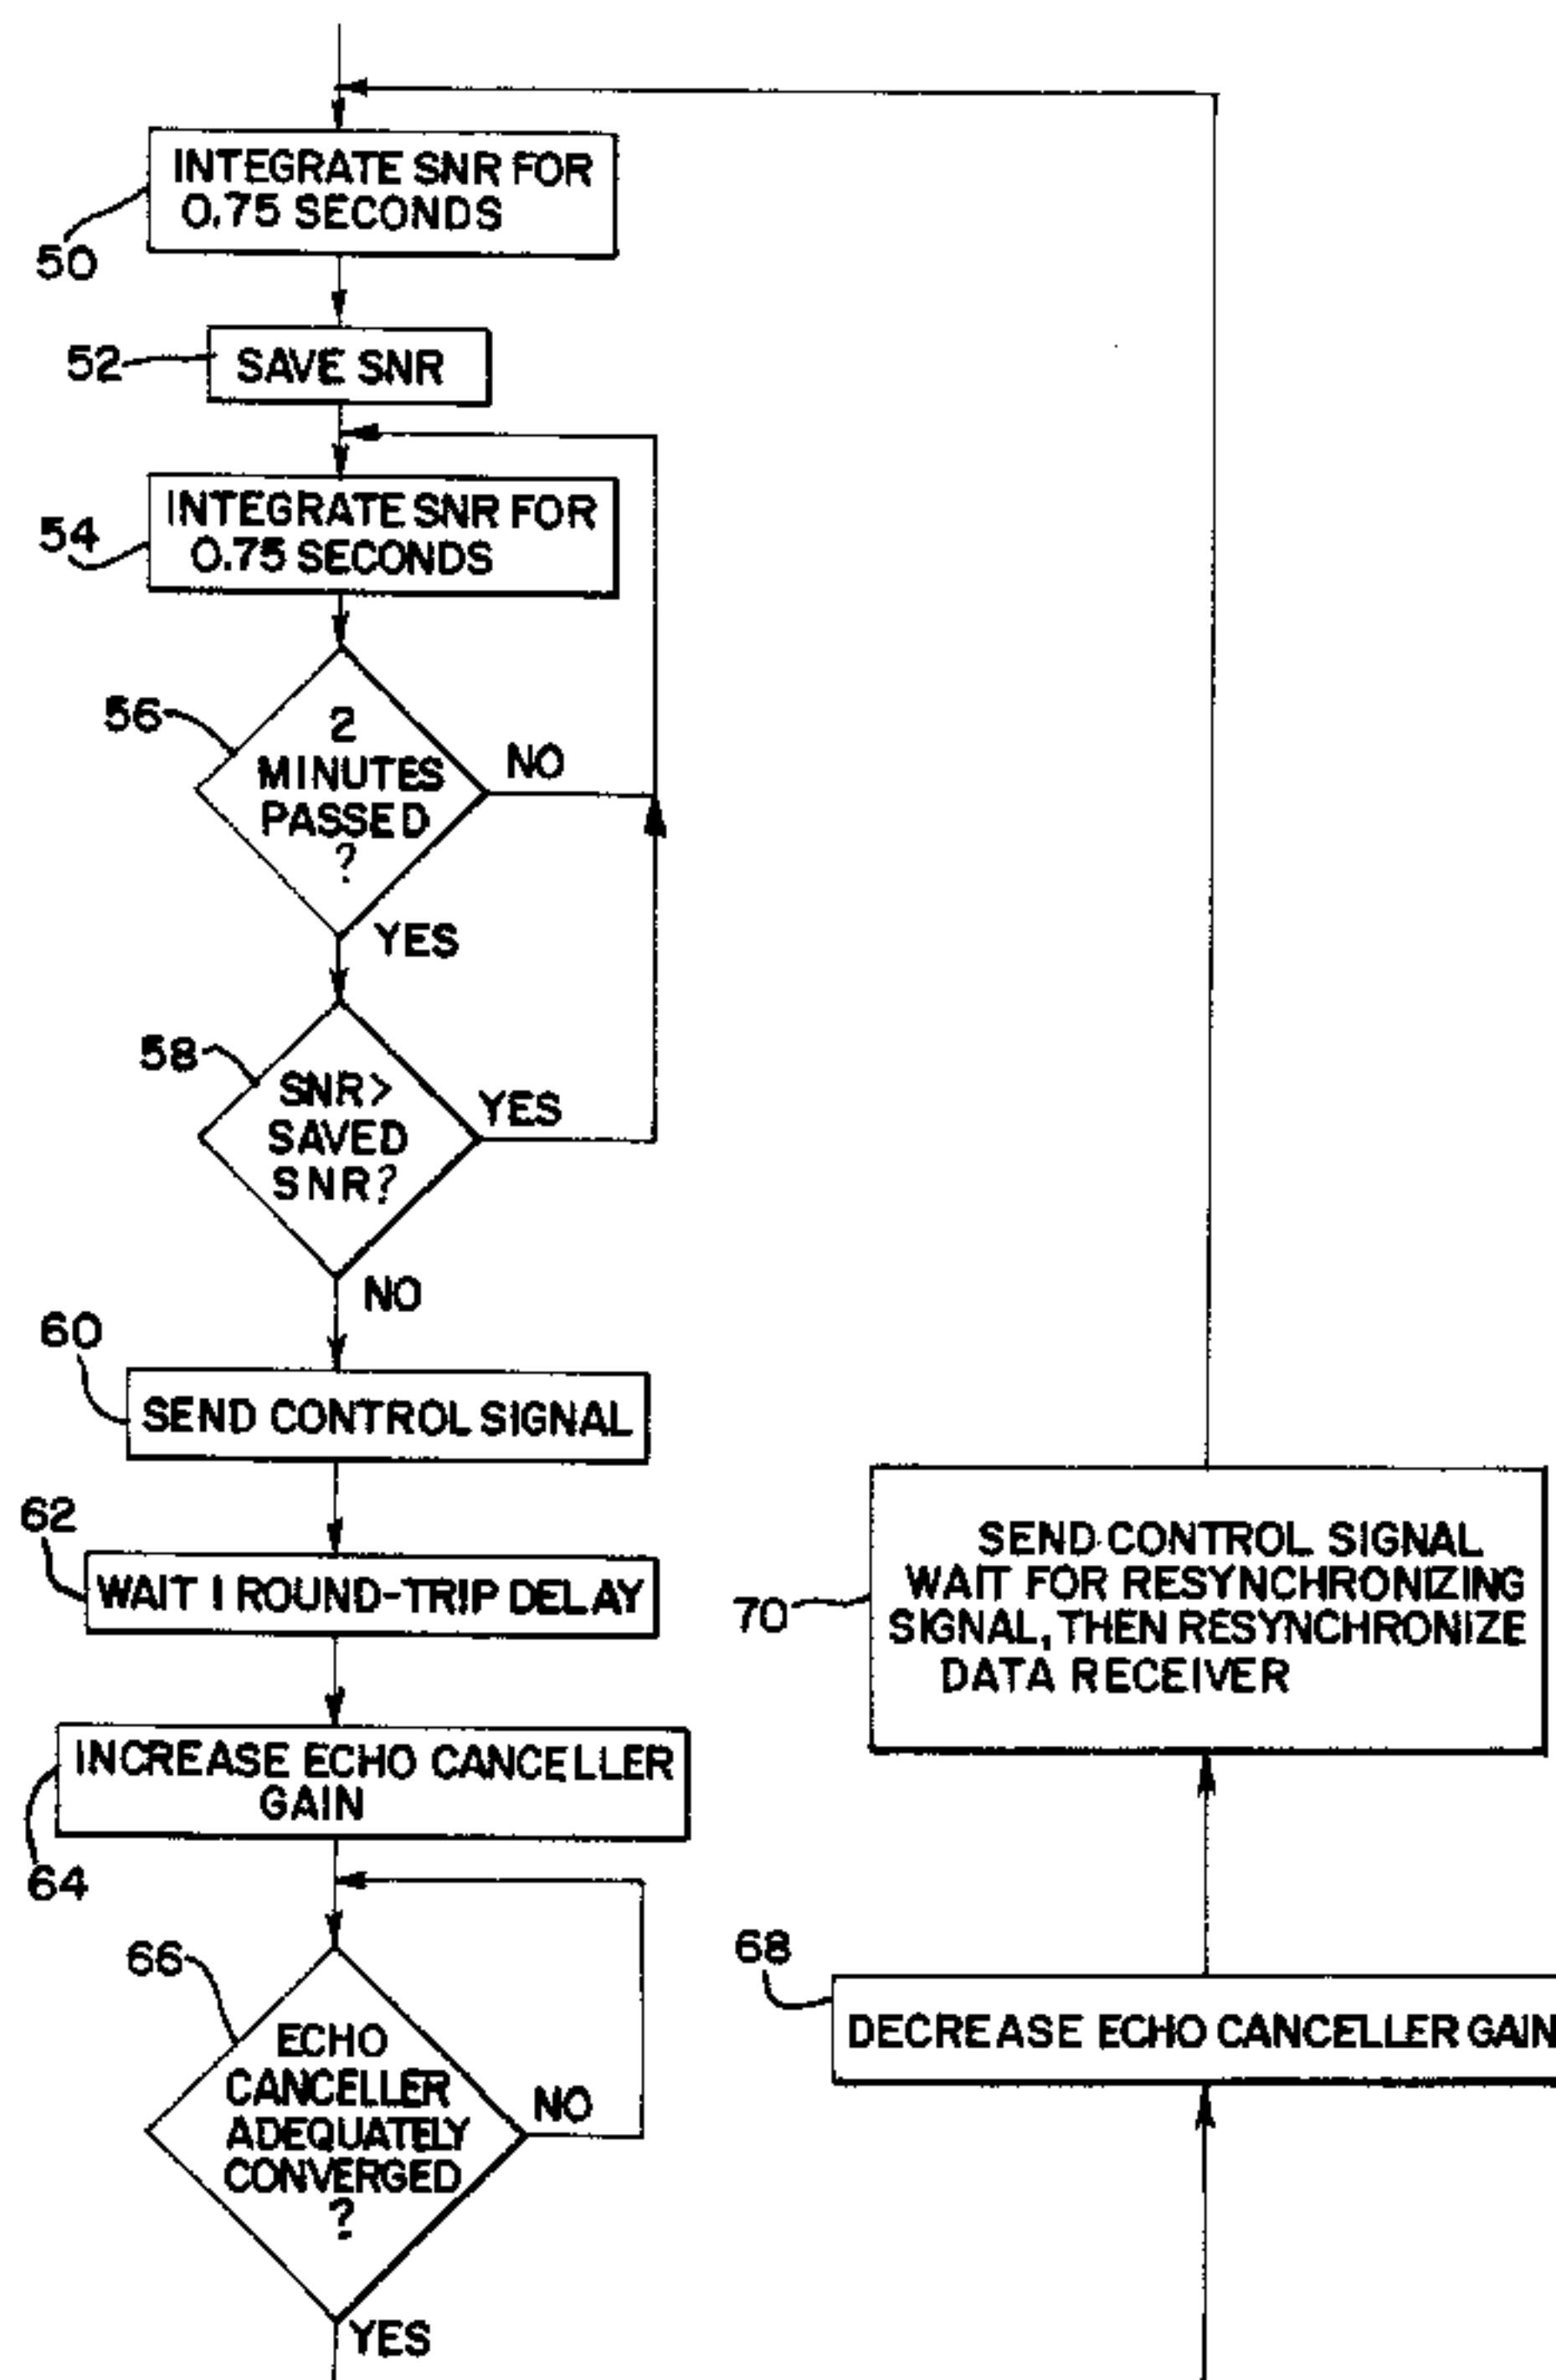 INTEGRATE SNR FOR
0.75 SECONDS
50
52
SAVE SNR
54
INTEGRATE SNR FOR
0.75 SECONDS
56
2
MINUTES
PASSED
?
NO
YES
58
SNR>
SAVED
SNR?
YES
NO
60
SEND CONTROL SIGNAL
62
WAIT 1 ROUND-TRIP DELAY
INCREASE ECHO CANCELLER
GAIN
64
66
ECHO
CANCELLER
ADEQUATELY
CONVERGED
?
NO
YES
70
SEND CONTROL SIGNAL
WAIT FOR RESYNCHRONIZING
SIGNAL, THEN RESYNCHRONIZE
DATA RECEIVER
68
DECREASE ECHO CANCELLER GAIN